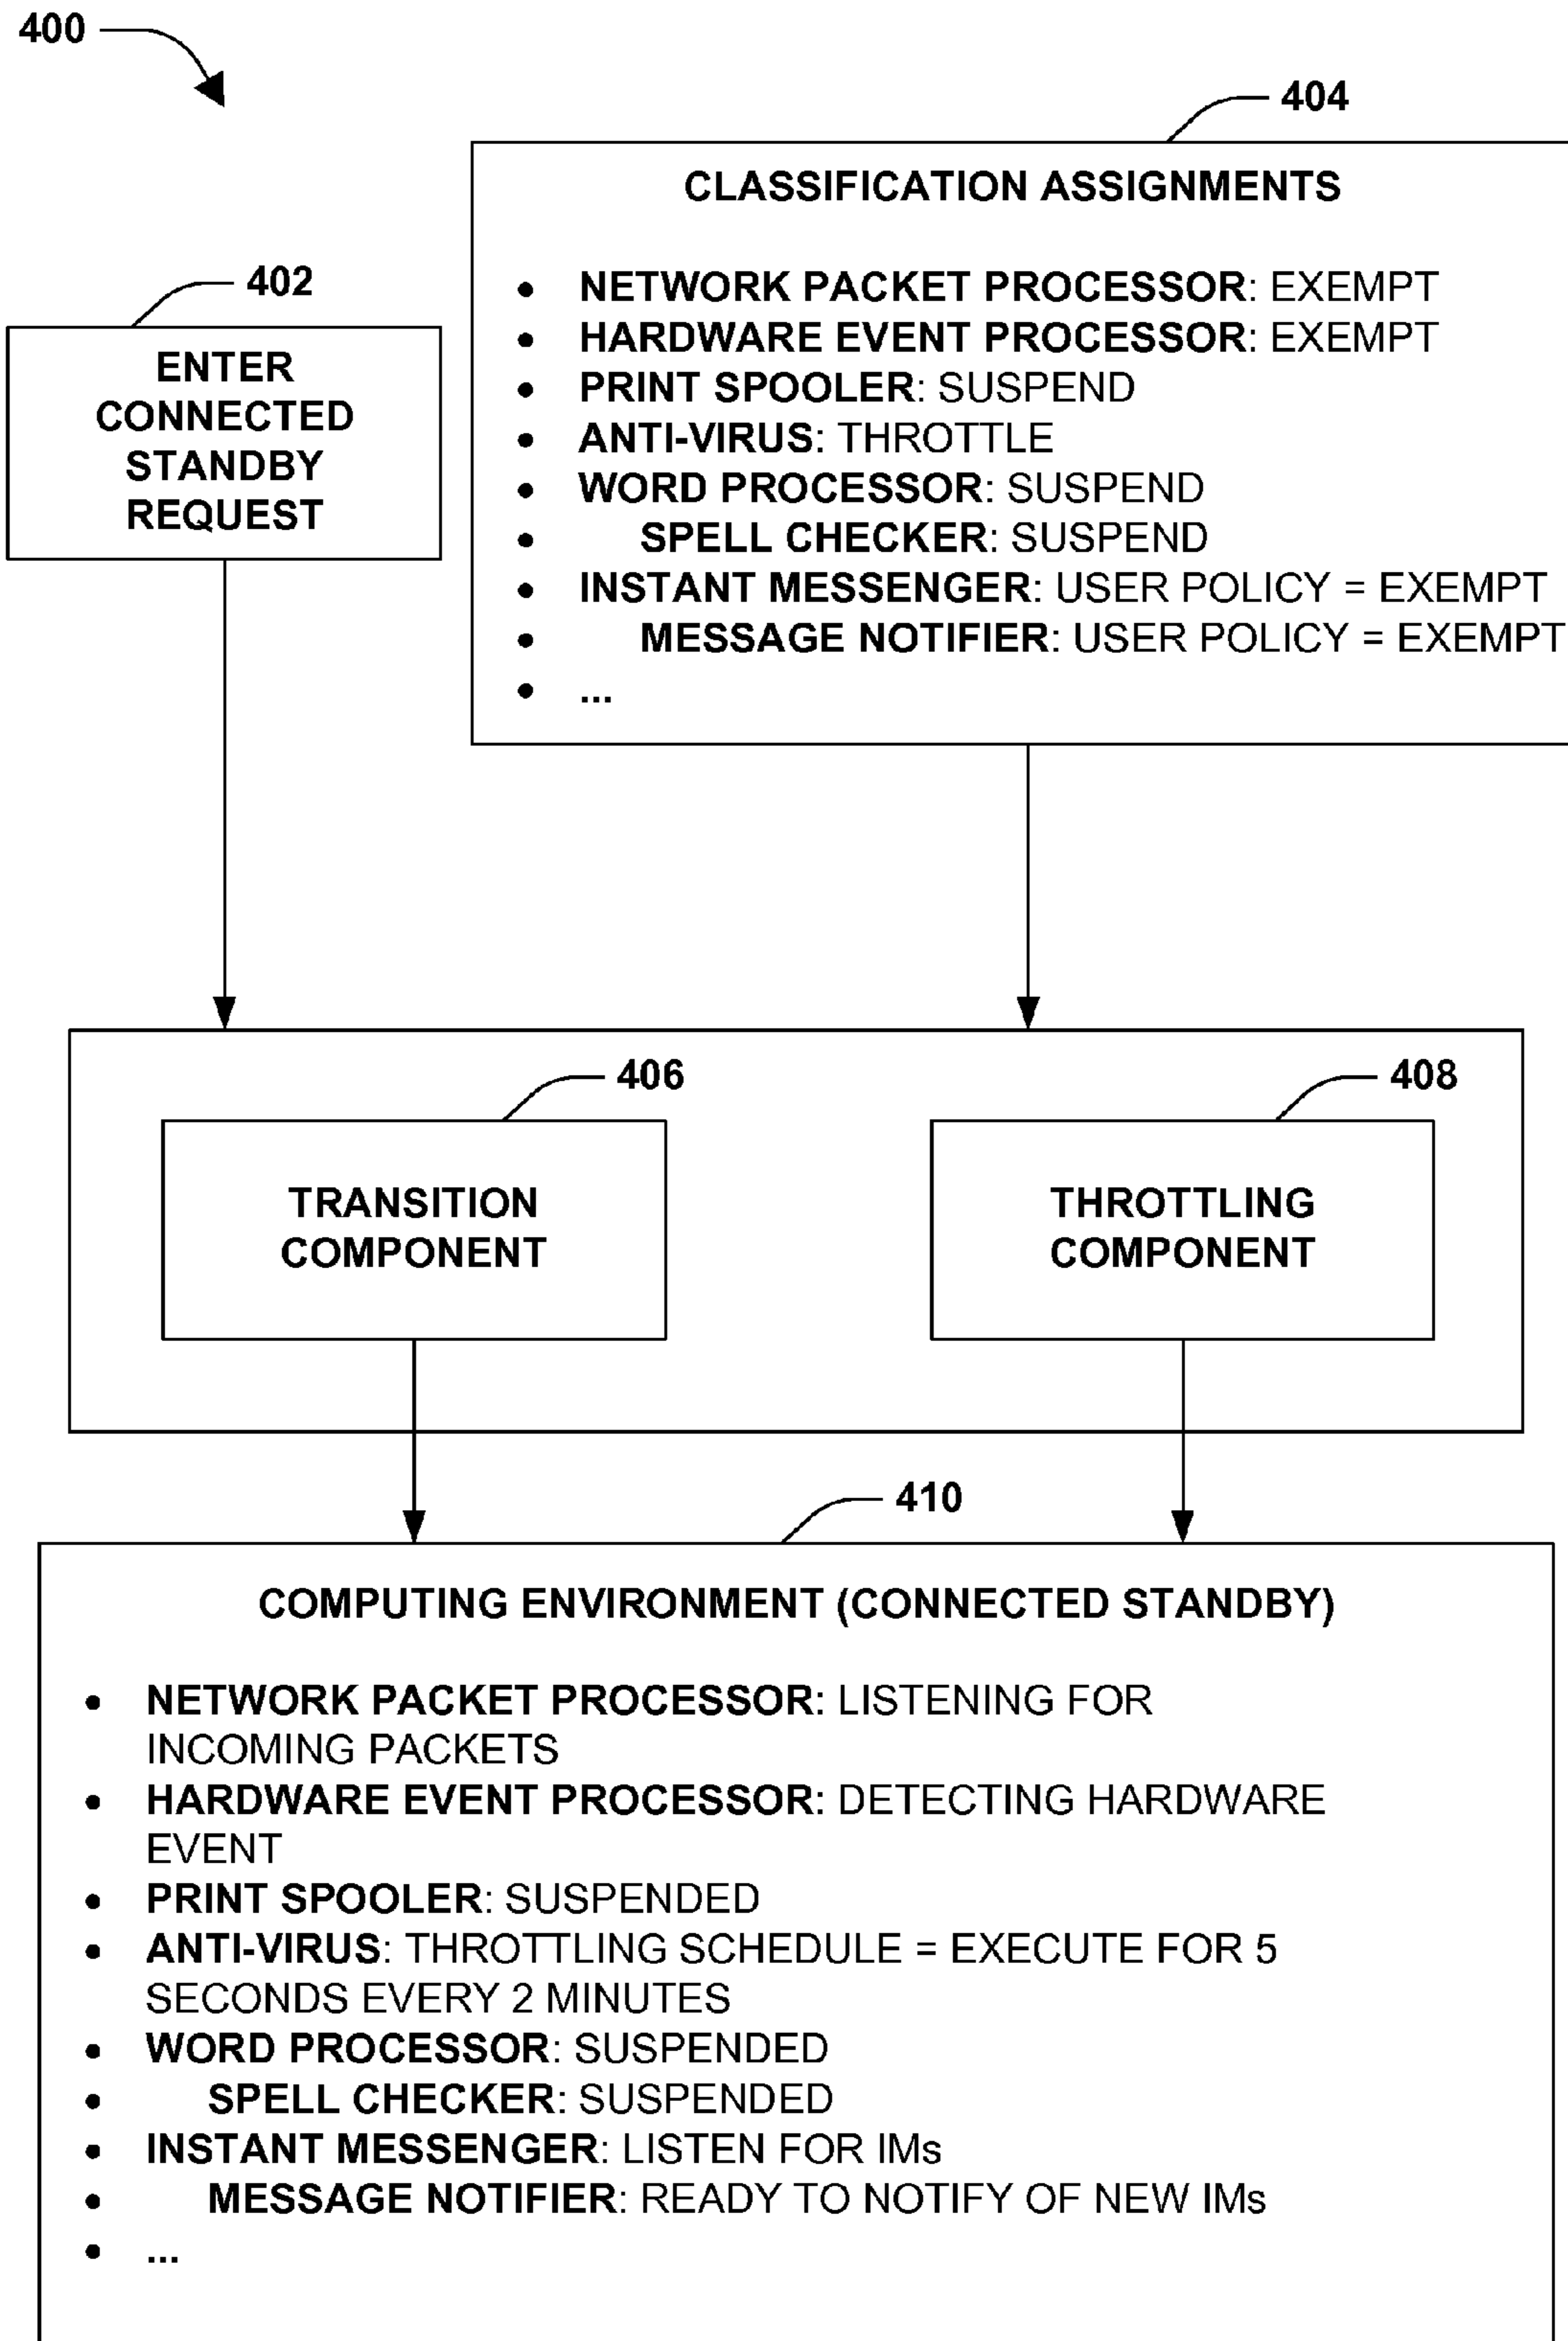 400
404
CLASSIFICATION ASSIGNMENTS
• NETWORK PACKET PROCESSOR: EXEMPT
• HARDWARE EVENT PROCESSOR: EXEMPT
• PRINT SPOOLER: SUSPEND
• ANTI-VIRUS: THROTTLE
• WORD PROCESSOR: SUSPEND
• SPELL CHECKER: SUSPEND
• INSTANT MESSENGER: USER POLICY = EXEMPT
• MESSAGE NOTIFIER: USER POLICY = EXEMPT
• ...
402
ENTER
CONNECTED
STANDBY
REQUEST
406
TRANSITION
COMPONENT
408
THROTTLING
COMPONENT
410
COMPUTING ENVIRONMENT (CONNECTED STANDBY)
• NETWORK PACKET PROCESSOR: LISTENING FOR
INCOMING PACKETS
• HARDWARE EVENT PROCESSOR: DETECTING HARDWARE
EVENT
• PRINT SPOOLER: SUSPENDED
• ANTI-VIRUS: THROTTLING SCHEDULE = EXECUTE FOR 5
SECONDS EVERY 2 MINUTES
• WORD PROCESSOR: SUSPENDED
• SPELL CHECKER: SUSPENDED
• INSTANT MESSENGER: LISTEN FOR IMs
• MESSAGE NOTIFIER: READY TO NOTIFY OF NEW IMs
• ...